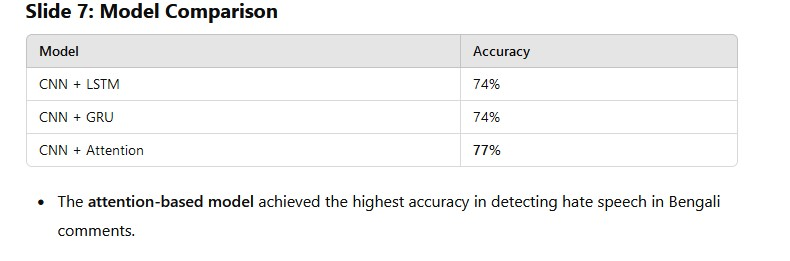 Slide 7: Model Comparison
Model Accuracy
CNN + LSTM 74%
CNN + GRU 74%
CNN + Attention 77%
• The attention-based model achieved the highest accuracy in detecting hate speech in Bengali
comments.